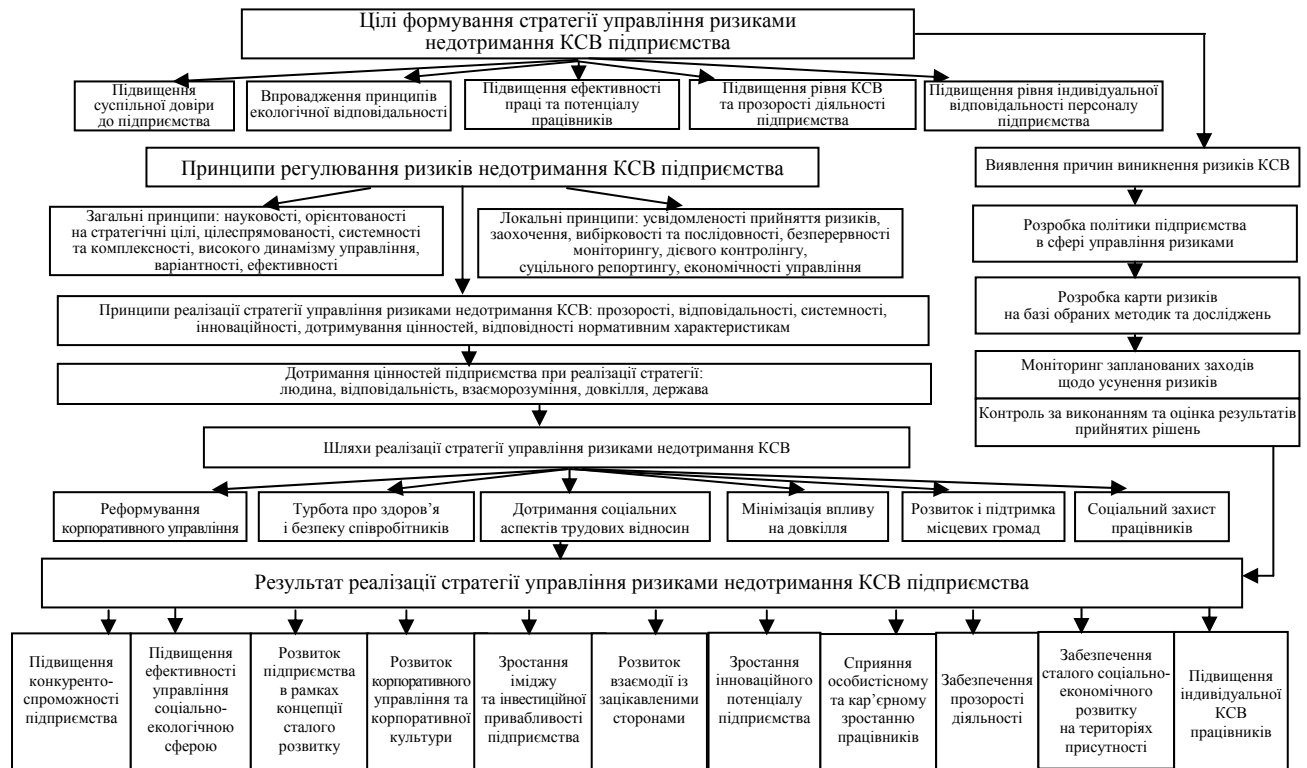 Цілі формування стратегії управління ризиками
недотримання КСВ підприємства
Підвищення
суспільної довіри
до підприємства
Впровадження принципів
екологічної відповідальності
Підвищення ефективності
праці та потенціалу
працівників
Підвищення рівня КСВ
та прозорості діяльності
підприємства
Підвищення рівня індивідуальної
відповідальності персоналу
підприємства
Принципи регулювання ризиків недотримання КСВ підприємства
Загальні принципи: науковості, орієнтованості
на стратегічні цілі, цілеспрямованості, системності
та комплексності, високого динамізму управління,
варіантності, ефективності
Локальні принципи: усвідомленості прийняття ризиків,
заохочення, вибірковості та послідовності, безперервності
моніторингу, дієвого контролінгу,
суцільного репортингу, економічності управління
Принципи реалізації стратегії управління ризиками недотримання КСВ: прозорості, відповідальності, системності,
інноваційності, дотримування цінностей, відповідності нормативним характеристикам
Дотримання цінностей підприємства при реалізації стратегії:
людина, відповідальність, взаєморозуміння, довкілля, держава
Шляхи реалізації стратегії управління ризиками недотримання КСВ
Виявлення причин виникнення ризиків КСВ
Розробка політики підприємства
в сфері управління ризиками
Розробка карти ризиків
на базі обраних методик та досліджень
Моніторинг запланованих заходів
щодо усунення ризиків
Контроль за виконанням та оцінка результатів
прийнятих рішень
Реформування
корпоративного управління
Турбота про здоров’я
і безпеку співробітників
Дотримання соціальних
аспектів трудових відносин
Мінімізація впливу
на довкілля
Розвиток і підтримка
місцевих громад
Соціальний захист
працівників
Результат реалізації стратегії управління ризиками недотримання КСВ підприємства
Підвищення
конкуренто-
спроможності
підприємства
Підвищення
ефективності
управління
соціально-
екологічною
сферою
Розвиток
підприємства
в рамках
концепції
сталого
розвитку
Розвиток
корпоративного
управління та
корпоративної
культури
Зростання
іміджу
та інвестиційної
привабливості
підприємства
Розвиток
взаємодії із
зацікавленими
сторонами
Зростання
інноваційного
потенціалу
підприємства
Сприяння
особистісному
та кар’єрному
зростанню
працівників
Забезпечення
прозорості
діяльності
Забезпечення
сталого соціально-
економічного
розвитку
на територіях
присутності
Підвищення
індивідуальної
КСВ
працівників